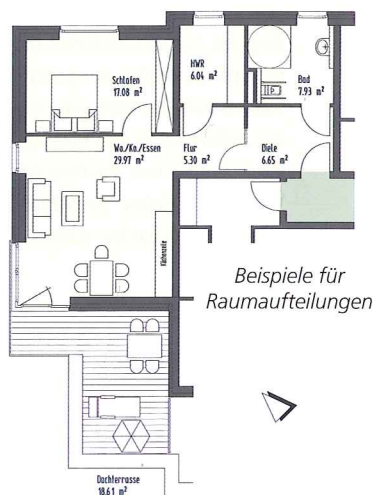 Schlafen
17.08 m²
HWR
6.04 m²
Bad
7.93 m²
Wo./Ko./Essen
29.97 m²
Flur
5.30 m²
Diele
6.65 m²
Küchenzeile
Beispiele für
Raumaufteilungen
Dachterrasse
18.61 m²